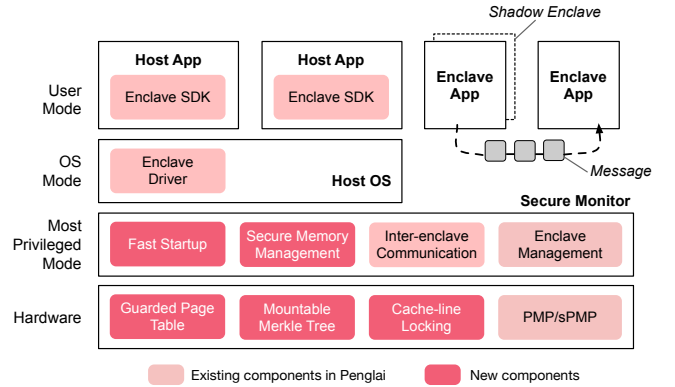 Shadow Enclave
Host App
Host App
Enclave SDK
Enclave SDK
Enclave
App
Enclave
App
User
Mode
Message
OS
Mode
Enclave
Driver
Host OS
Secure Monitor
Most
Privileged
Mode
Fast Startup
Secure Memory
Management
Inter-enclave
Communication
Enclave
Management
Hardware
Guarded Page
Table
Mountable
Merkle Tree
Cache-line
Locking
PMP/sPMP
Existing components in Penglai
New components